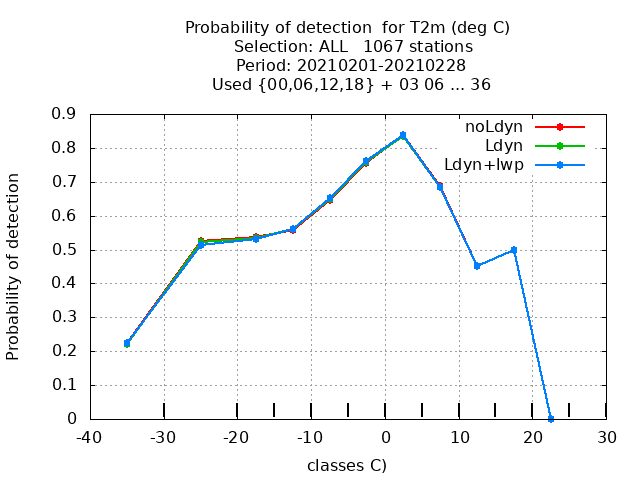 Probability of detection  for T2m (deg C)
Selection: ALL   1067 stations
Period: 20210201-20210228
Used {00,06,12,18} + 03 06 ... 36
noLdyn
Ldyn
Ldyn+lwp
Probability of detection
0.9
0.8
0.7
0.6
0.5
0.4
0.3
0.2
0.1
0
-40 -30 -20 -10 0 10 20 30
classes C)